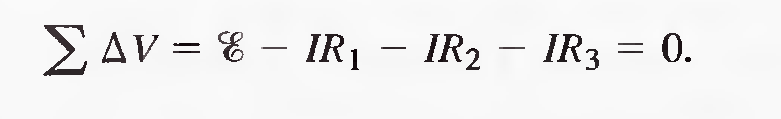 ∑ ΔV = ℰ − IR₁ − IR₂ − IR₃ = 0.